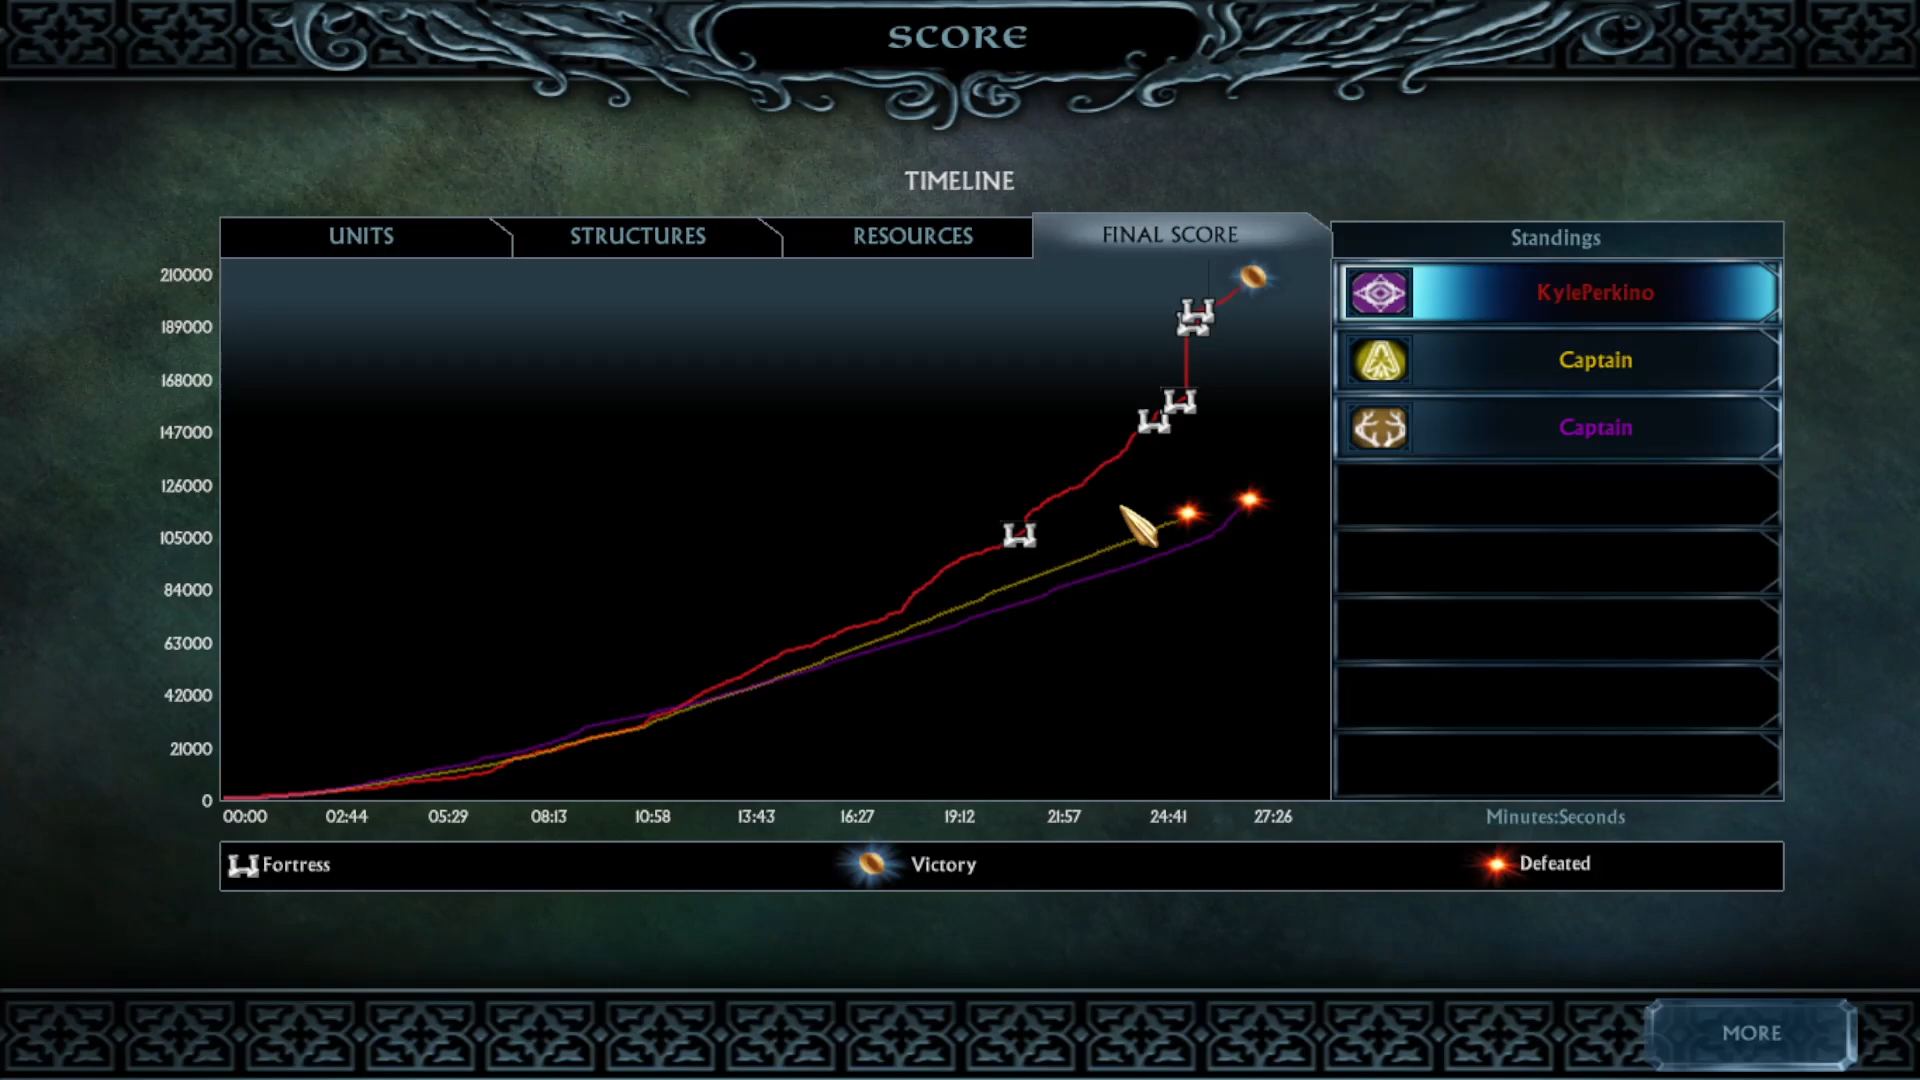 SCORE
TIMELINE
UNITS STRUCTURES RESOURCES FINAL SCORE Standings
210000
189000
168000
147000
126000
105000
84000
63000
42000
21000
0
KylePerkino
Captain
Captain
00:00 02:44 05:29 08:13 10:58 13:43 16:27 19:12 21:57 24:41 27:26 Minutes:Seconds
Fortress Victory Defeated
MORE